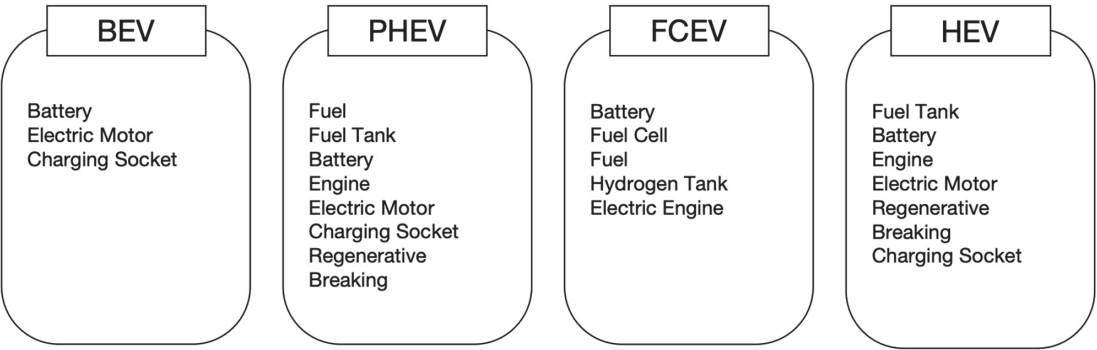 BEV
Battery
Electric Motor
Charging Socket
PHEV
Fuel
Fuel Tank
Battery
Engine
Electric Motor
Charging Socket
Regenerative
Breaking
FCEV
Battery
Fuel Cell
Fuel
Hydrogen Tank
Electric Engine
HEV
Fuel Tank
Battery
Engine
Electric Motor
Regenerative
Breaking
Charging Socket